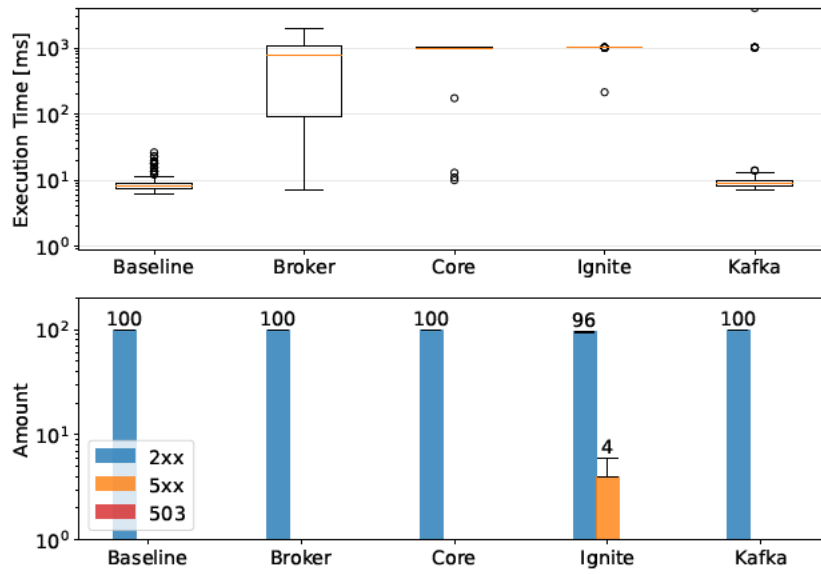 Execution Time [ms]
10³
10²
10¹
10⁰
Baseline Broker Core Ignite Kafka
Amount
10²
10¹
10⁰
100 100 100 96 100
4
2xx
5xx
503
Baseline Broker Core Ignite Kafka